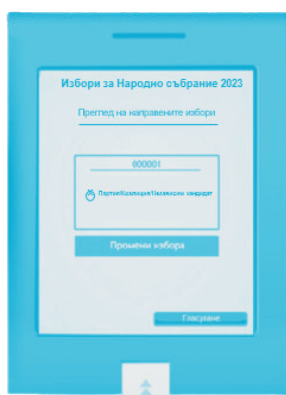 Избори за Народно събрание 2023
Преглед на направените избори
000001
Партия/Коалиция/Независим кандидат
Промени избора
Гласуване